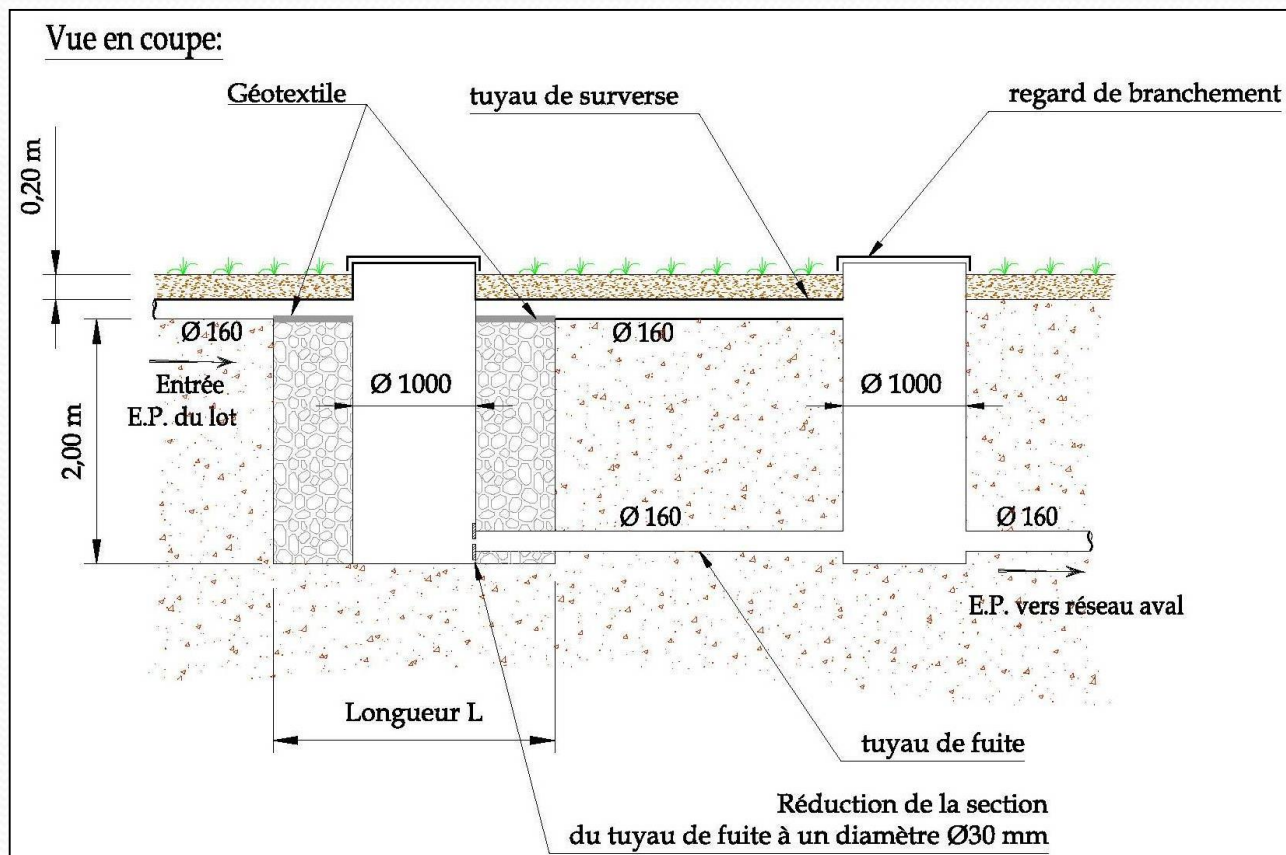 Vue en coupe:
Géotextile
tuyau de surverse
regard de branchement
0,20 m
Ø 160
Ø 160
Entrée
E.P. du lot
Ø 1000
Ø 1000
2,00 m
Ø 160
Ø 160
E.P. vers réseau aval
Longueur L
tuyau de fuite
Réduction de la section
du tuyau de fuite à un diamètre Ø30 mm